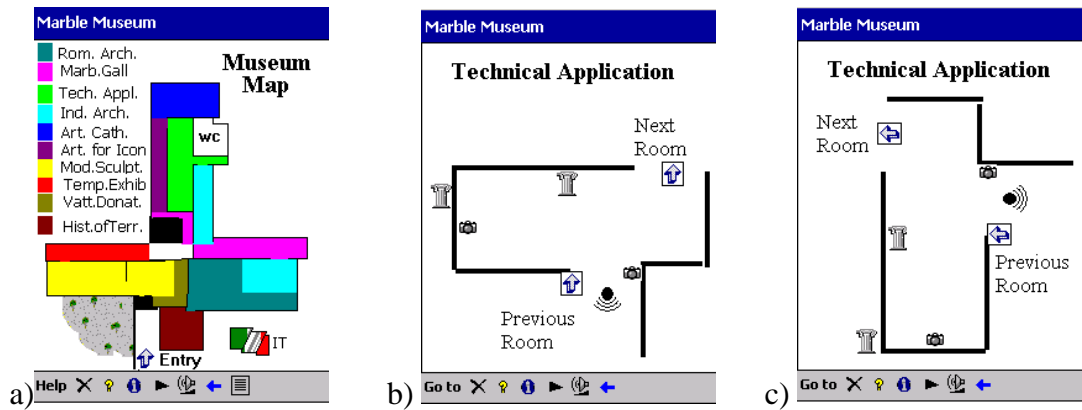 Marble Museum
Rom. Arch.
Marb.Gall
Tech. Appl.
Ind. Arch.
Art. Cath.
Art. for Icon
Mod.Sculpt.
Temp.Exhib
Vatt.Donat.
Hist.ofTerr.
Museum
Map
wc
IT
Entry
Help
a)
Marble Museum
Technical Application
Next
Room
Previous
Room
Go to
b)
Marble Museum
Technical Application
Next
Room
Previous
Room
Go to
c)